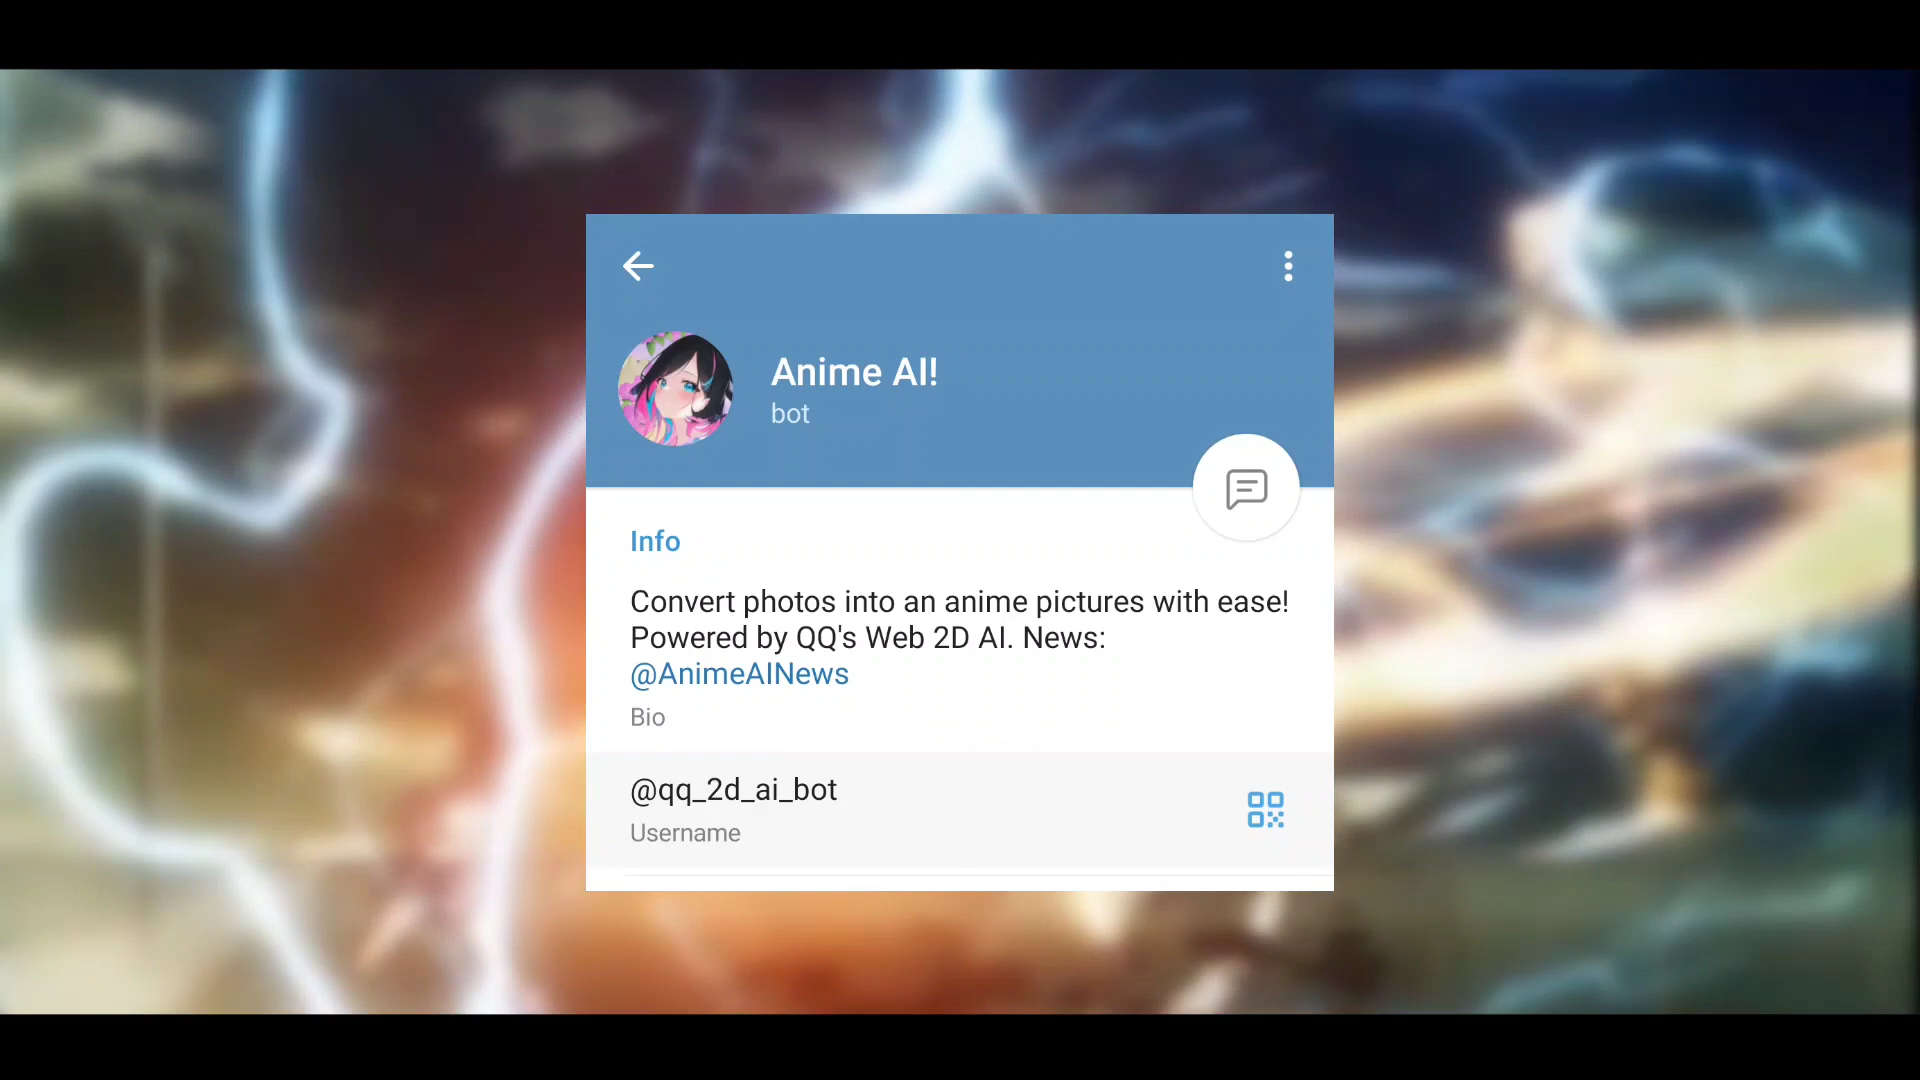 Anime AI!
bot
Info
Convert photos into an anime pictures with ease!
Powered by QQ's Web 2D AI. News:
@AnimeAINews
Bio
@qq_2d_ai_bot
Username